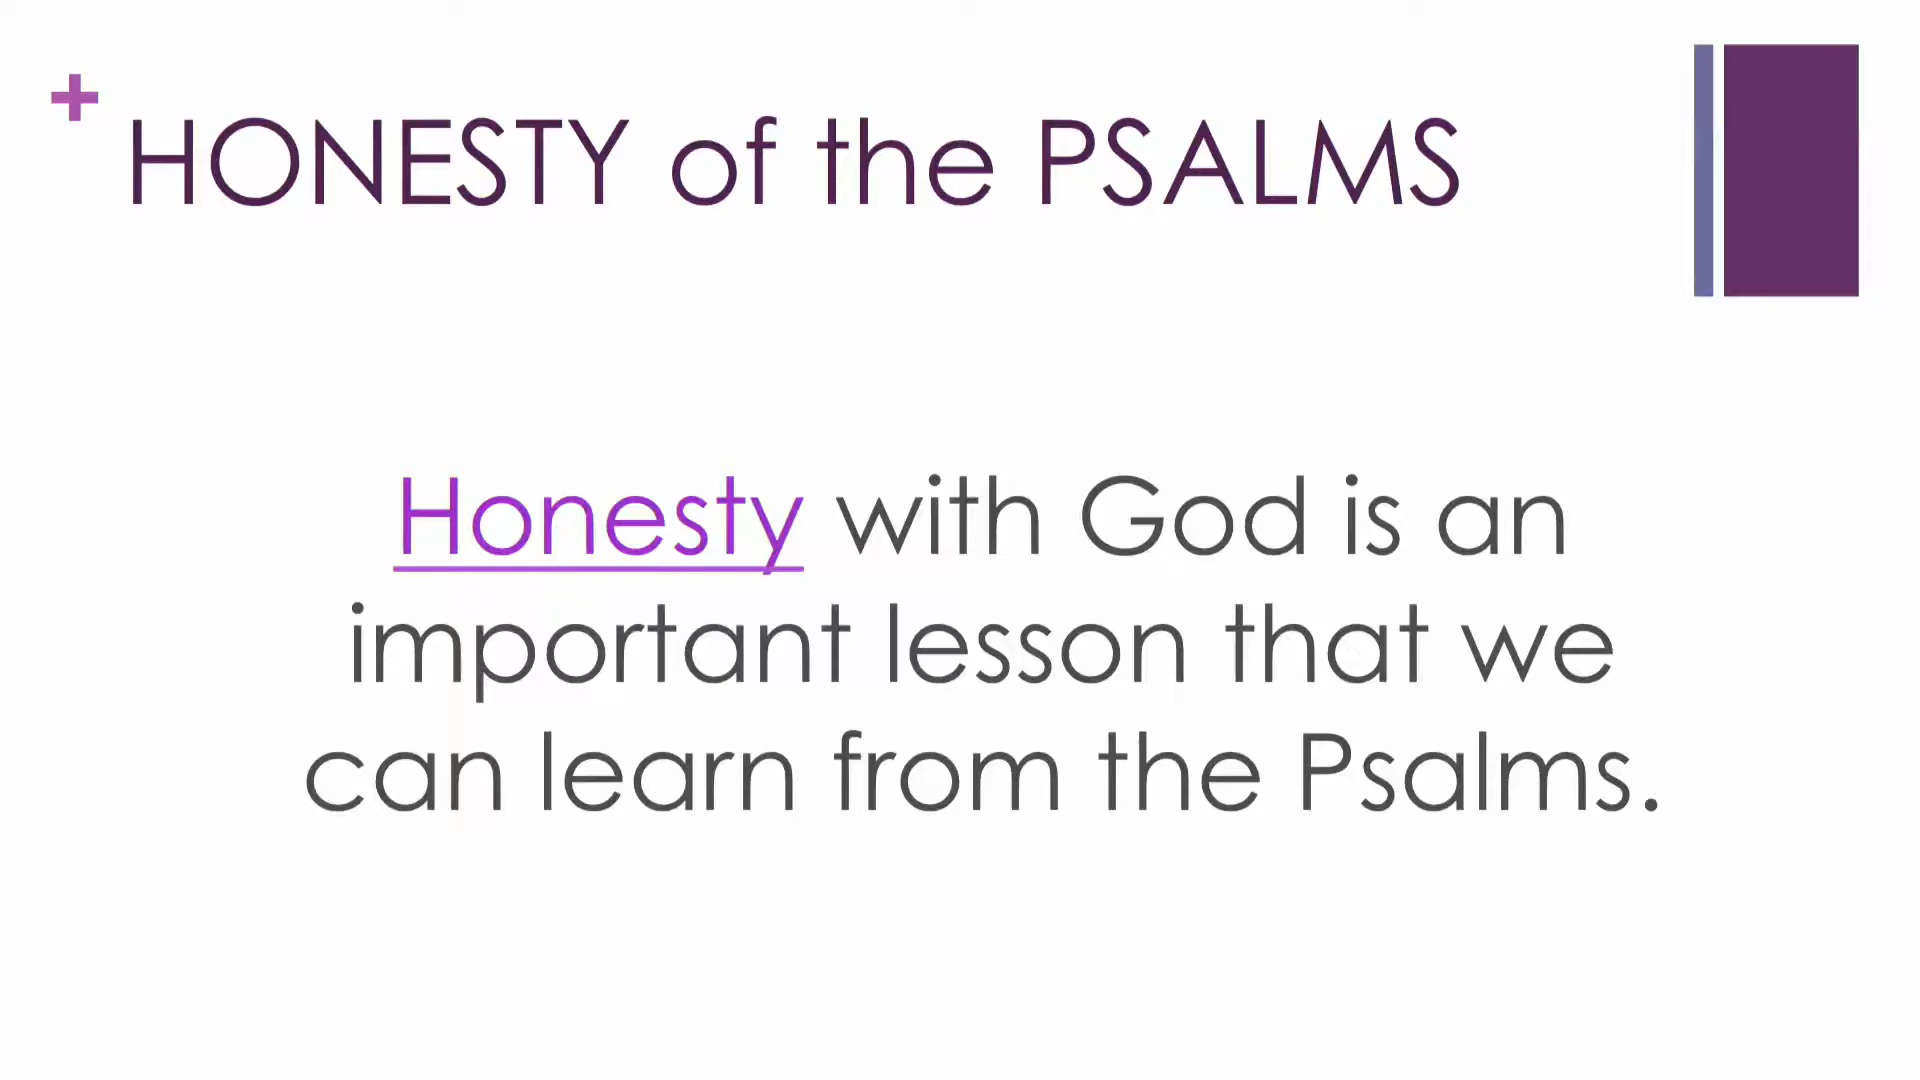 +
HONESTY of the PSALMS
Honesty with God is an
important lesson that we
can learn from the Psalms.